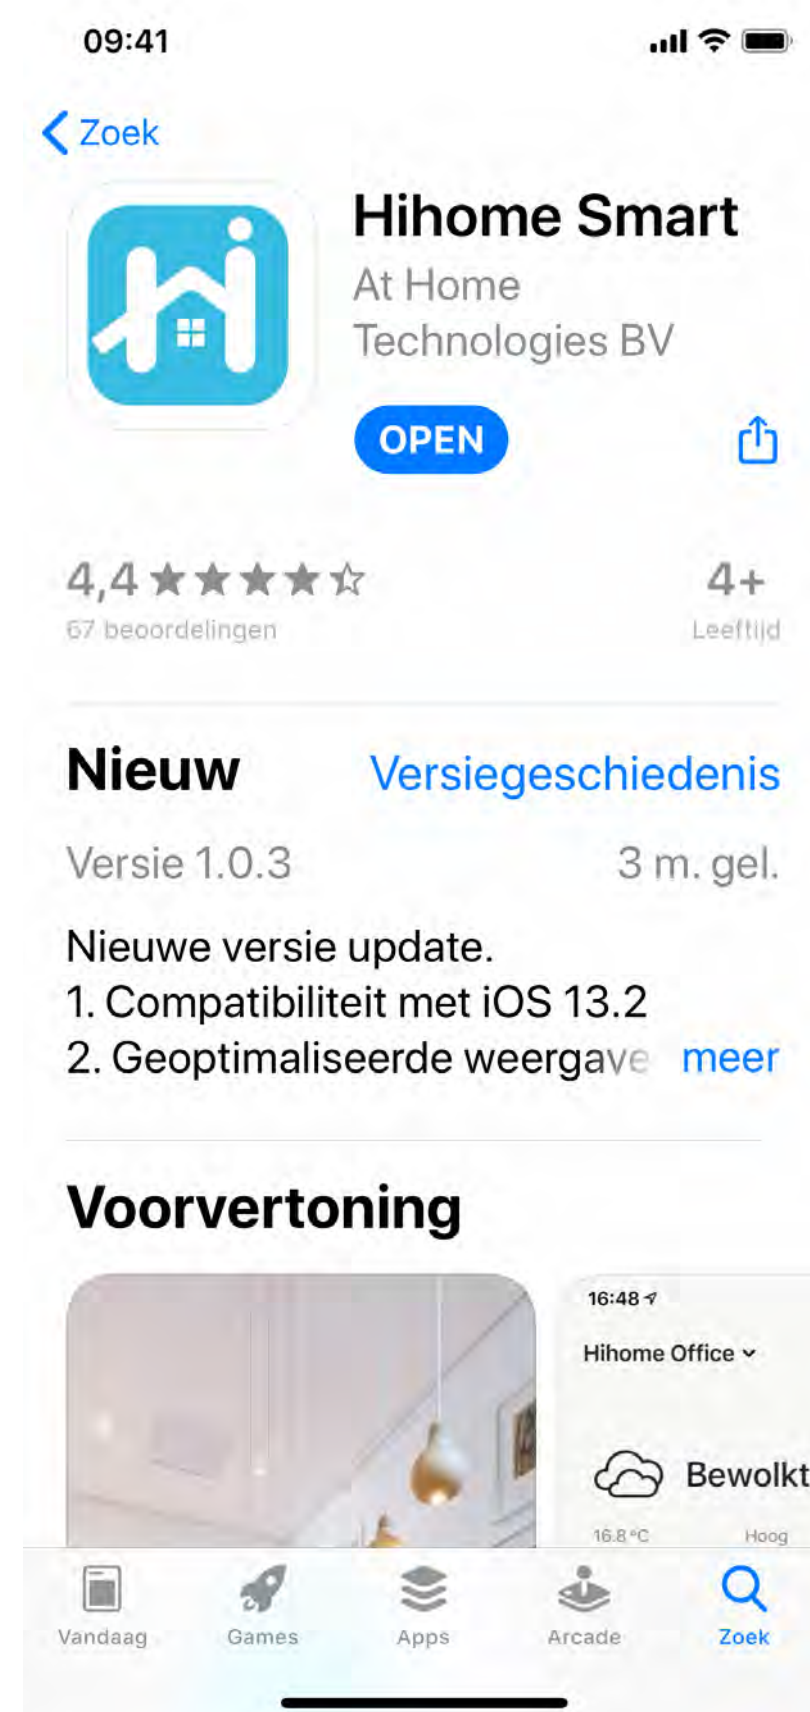 09:41
Zoek
Hihome Smart
At Home
Technologies BV
OPEN
4,4
4+
67 beoordelingen
Leeftijd
Nieuw
Versiegeschiedenis
Versie 1.0.3
3 m. gel.
Nieuwe versie update.
1. Compatibiliteit met iOS 13.2
2. Geoptimaliseerde weergave meer
Voorvertoning
16:48
Hihome Office
Bewolkt
16.8 °C
Hoog
Vandaag
Games
Apps
Arcade
Zoek